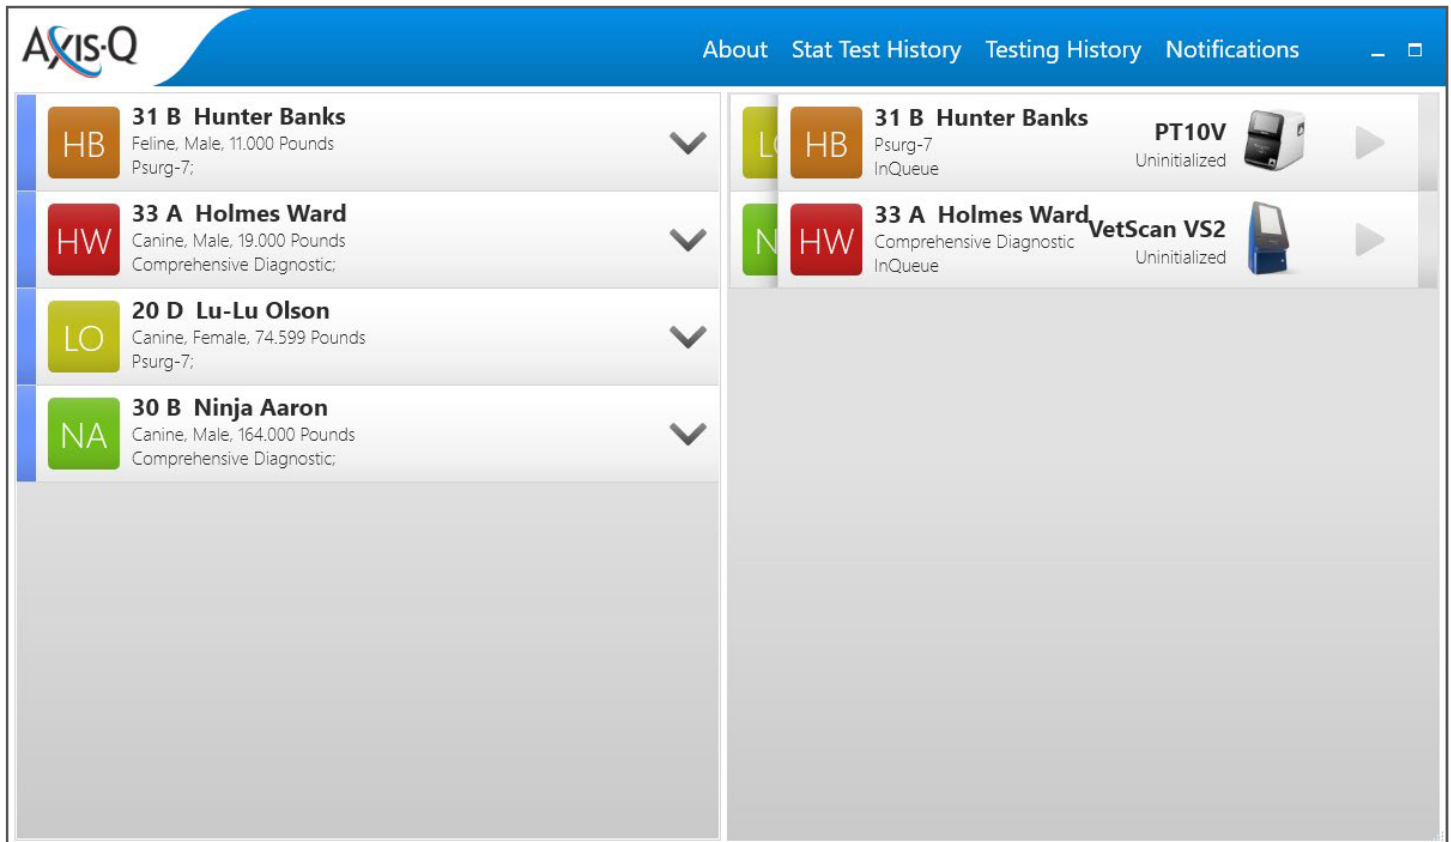 AXIS-Q
About Stat Test History Testing History Notifications
HB
31 B Hunter Banks
Feline, Male, 11.000 Pounds
Psurg-7;
HW
33 A Holmes Ward
Canine, Male, 19.000 Pounds
Comprehensive Diagnostic;
LO
20 D Lu-Lu Olson
Canine, Female, 74.599 Pounds
Psurg-7;
NA
30 B Ninja Aaron
Canine, Male, 164.000 Pounds
Comprehensive Diagnostic;
L
HB
31 B Hunter Banks
Psurg-7
InQueue
PT10V
Uninitialized
N
HW
33 A Holmes Ward
Comprehensive Diagnostic
InQueue
VetScan VS2
Uninitialized